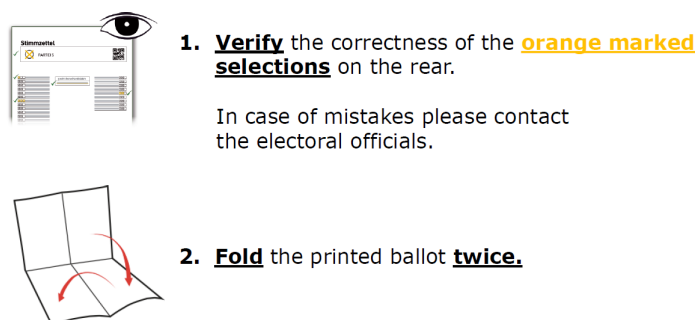 Stimmzettel
1. Verify the correctness of the orange marked
selections on the rear.
In case of mistakes please contact
the electoral officials.
2. Fold the printed ballot twice.